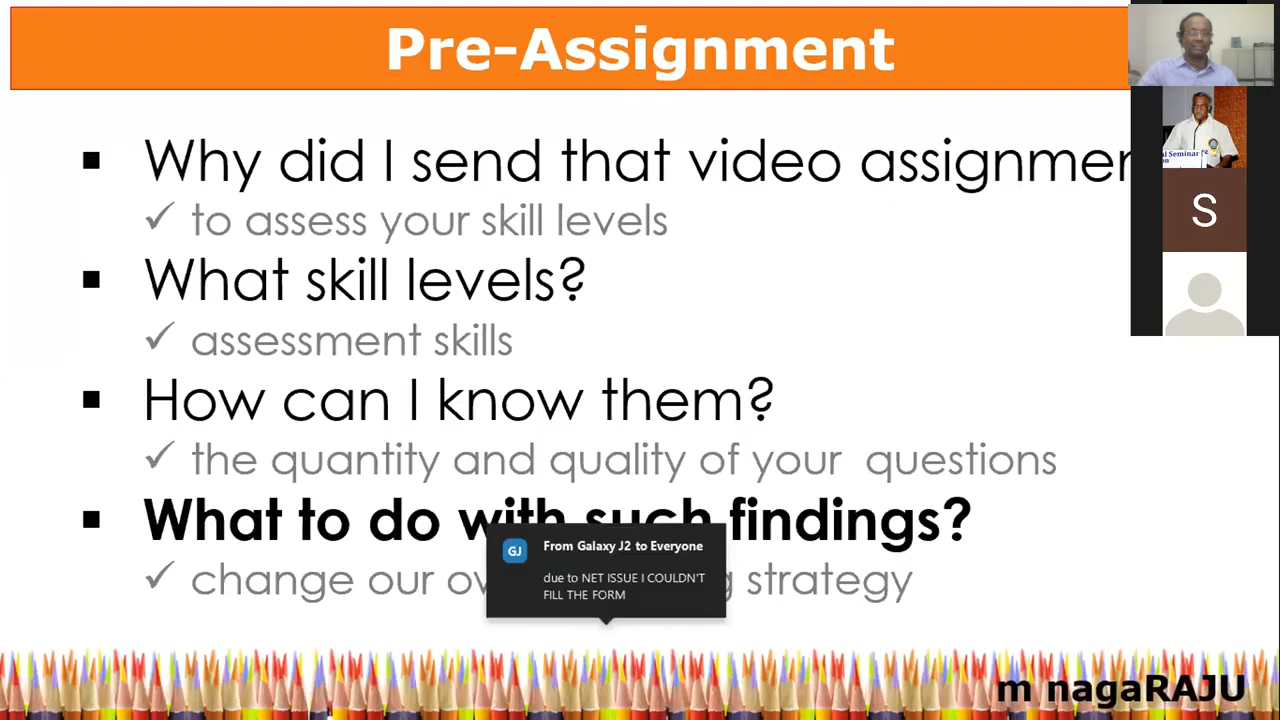 Pre-Assignment
Why did I send that video
to assess your skill levels
What skill levels?
assessment skills
How can I know them?
the quantity and quality of your questions
What to do with such findings?
change our strategy
GJ
From Galaxy J2 to Everyone
due to NET ISSUE I COULDN'T
FILL THE FORM
S
m nagaRAJU